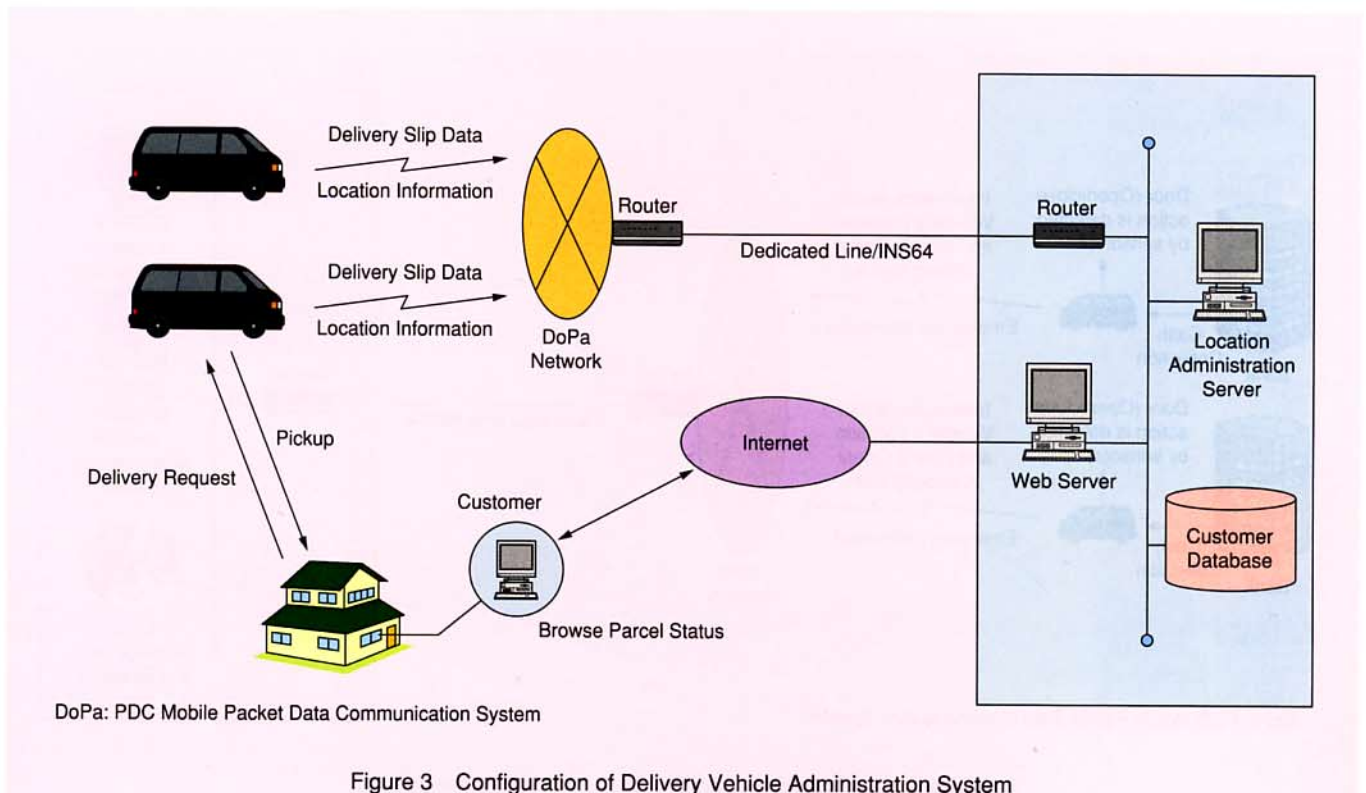 Delivery Slip Data
Location Information
Router
Dedicated Line/INS64
Router
Delivery Slip Data
Location Information
DoPa
Network
Location
Administration
Server
Pickup
Delivery Request
Customer
Internet
Web Server
Browse Parcel Status
Customer
Database
DoPa: PDC Mobile Packet Data Communication System
Figure 3 Configuration of Delivery Vehicle Administration System